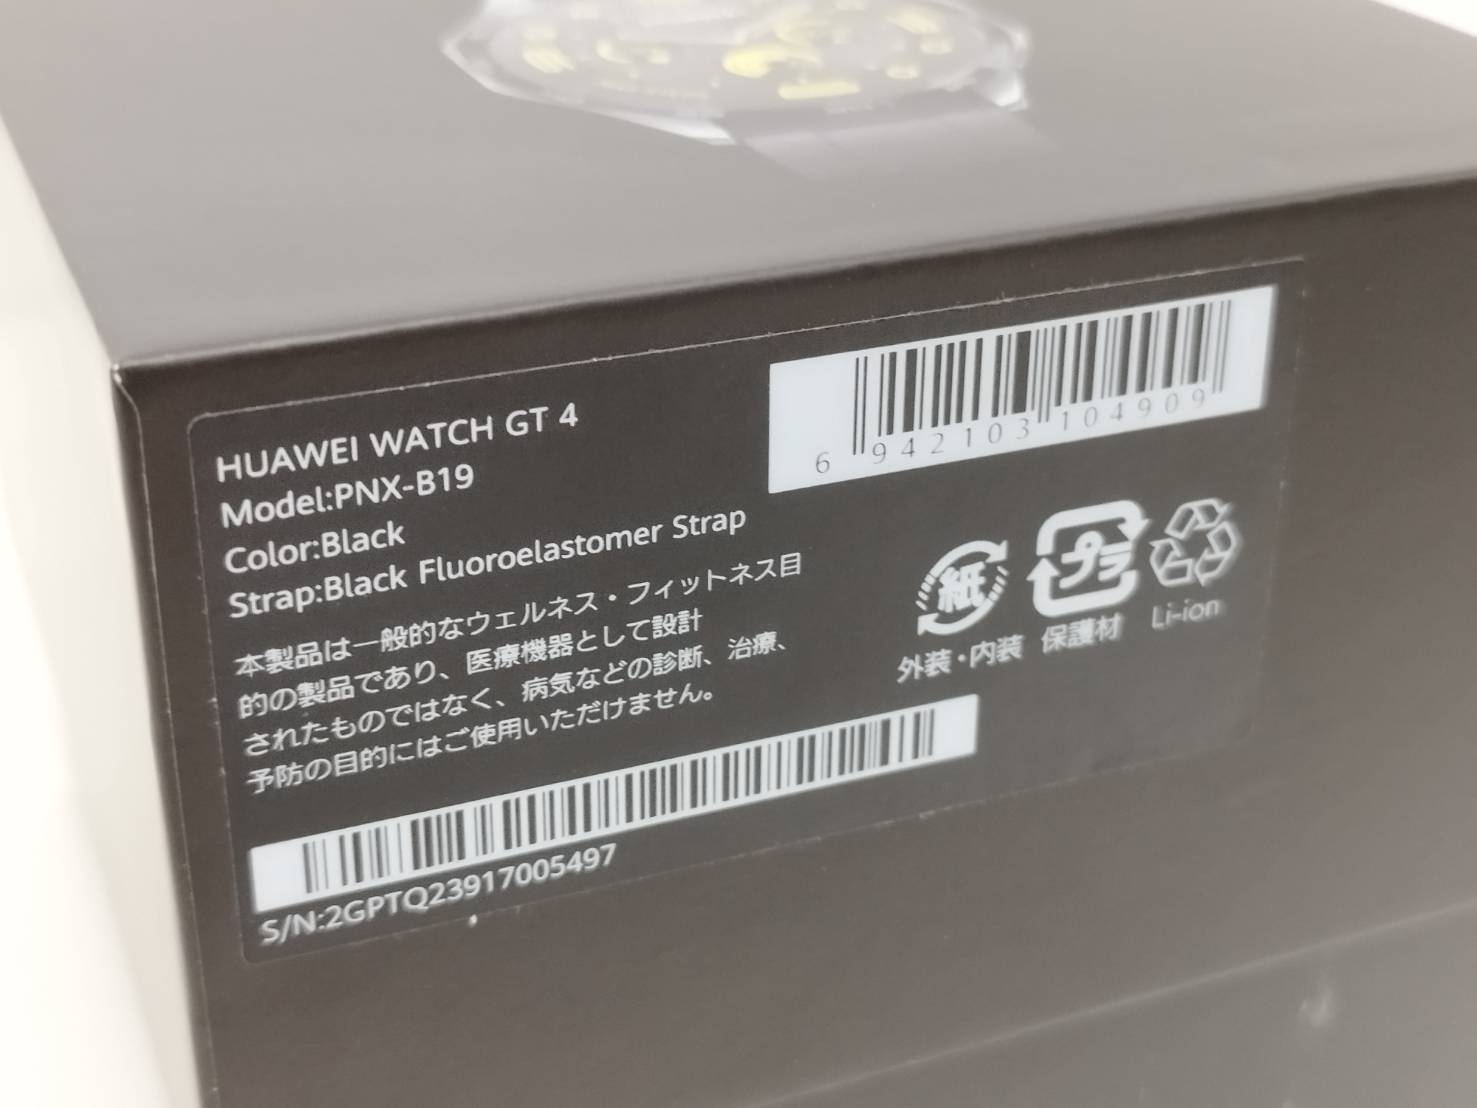 HUAWEI WATCH GT 4
Model:PNX-B19
Color:Black
Strap:Black Fluoroelastomer Strap
本製品は一般的なウェルネス・フィットネス目
的の製品であり、医療機器として設計
されたものではなく、病気などの診断、治療、
予防の目的にはご使用いただけません。
S/N:2GPTQ23917005497
6 942103 104909
紙
外装・内装
プラ
保護材
Li-ion